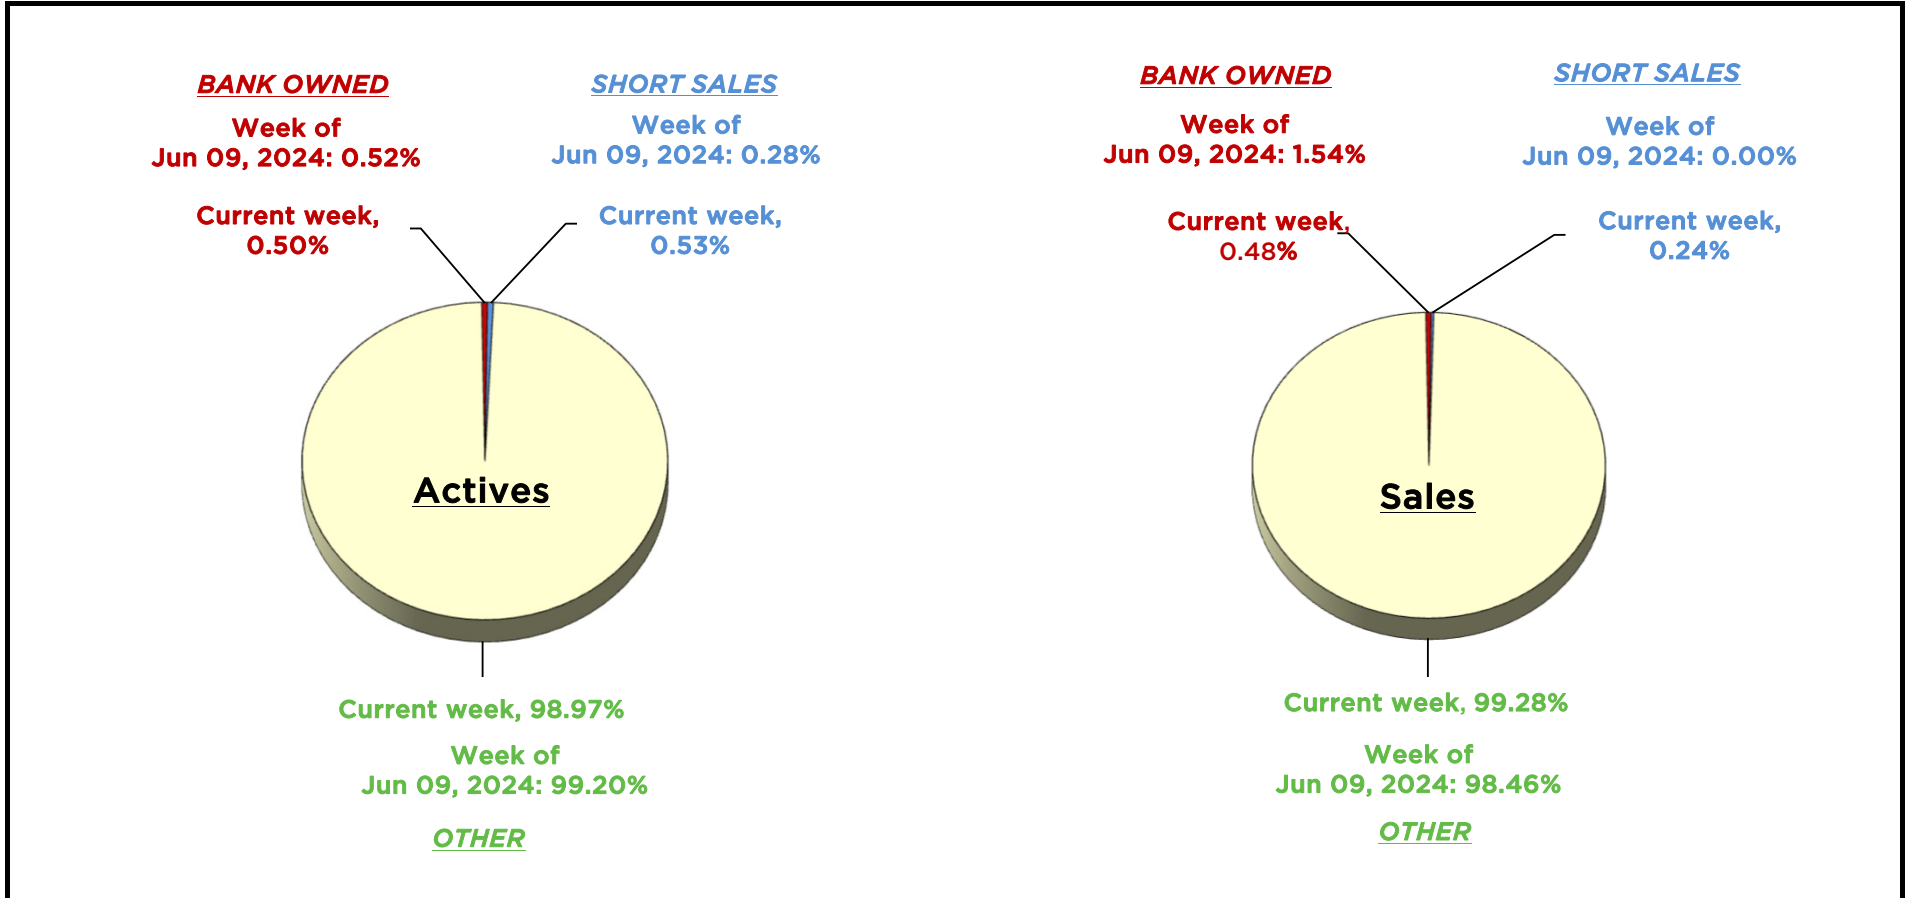 BANK OWNED
Week of
Jun 09, 2024: 0.52%
Current week,
0.50%
SHORT SALES
Week of
Jun 09, 2024: 0.28%
Current week,
0.53%
Actives
Current week, 98.97%
Week of
Jun 09, 2024: 99.20%
OTHER
BANK OWNED
Week of
Jun 09, 2024: 1.54%
Current week,
0.48%
SHORT SALES
Week of
Jun 09, 2024: 0.00%
Current week,
0.24%
Sales
Current week, 99.28%
Week of
Jun 09, 2024: 98.46%
OTHER